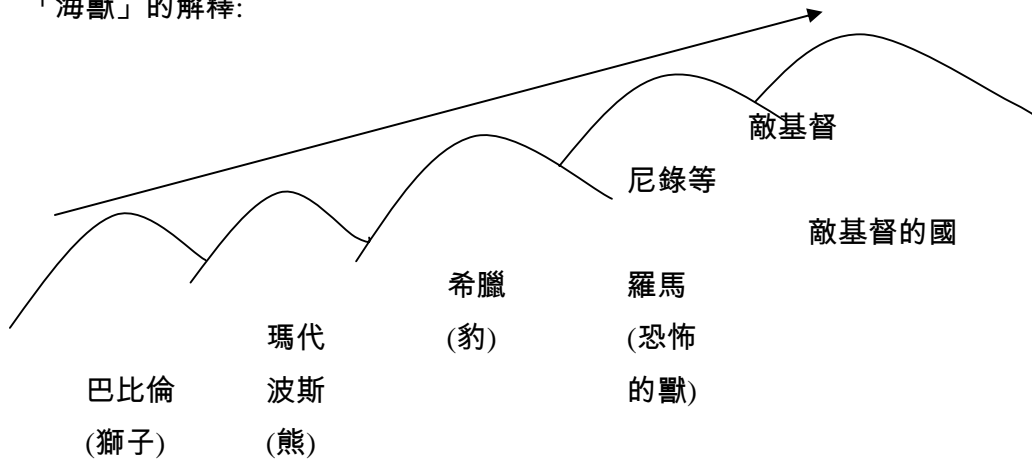 「海獸」的解釋:
敵基督
尼錄等
敵基督的國
希臘
(豹)
羅馬
(恐怖
的獸)
瑪代
波斯
(熊)
巴比倫
(獅子)